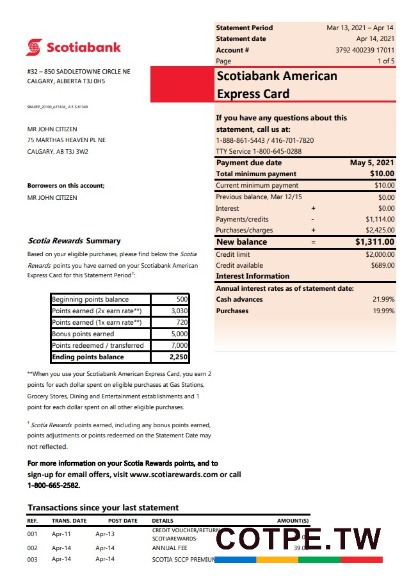 Scotiabank
Statement Period Mar 13, 2021 – Apr 14
Statement date Apr 14, 2021
Account # 3792 400239 17011
Page 1 of 5
#32 – 850 SADDLETOWNE CIRCLE NE
CALGARY, ALBERTA T3J 0H5
Scotiabank American
Express Card
MR JOHN CITIZEN
75 MARTHAS HEAVEN PL NE
CALGARY, AB T3J 3W2
If you have any questions about this
statement, call us at:
1-888-861-5443 / 416-701-7820
TTY Service 1-800-645-0288
Payment due date May 5, 2021
Total minimum payment $10.00
Current minimum payment $10.00
Borrowers on this account;
MR JOHN CITIZEN
Previous balance, Mar 12/15 $0.00
Interest + $0.00
Payments/credits - $1,114.00
Purchases/charges + $2,425.00
New balance = $1,311.00
Credit limit $2,000.00
Credit available $689.00
Interest Information
Annual interest rates as of statement date:
Cash advances 21.99%
Purchases 19.99%
Scotia Rewards Summary
Based on your eligible purchases, please find below the Scotia
Rewards points you have earned on your Scotiabank American
Express Card for this Statement Period¹:
Beginning points balance 500
Points earned (2x earn rate**) 3,030
Points earned (1x earn rate**) 720
Bonus points earned 5,000
Points redeemed / transferred 7,000
Ending points balance 2,250
**When you use your Scotiabank American Express Card, you earn 2
points for each dollar spent on eligible purchases at Gas Stations,
Grocery Stores, Dining and Entertainment establishments and 1
point for each dollar spent on all other eligible purchases.
¹ Scotia Rewards points earned, including any bonus points earned,
points adjustments or points redeemed on the Statement Date may
not reflected.
For more information on your Scotia Rewards points, and to
sign-up for email offers, visit www.scotiarewards.com or call
1-800-665-2582.
Transactions since your last statement
REF. TRANS. DATE POST DATE DETAILS AMOUNT(S)
001 Apr-11 Apr-13 CREDIT VOUCHER/RETURN
SCOTIAREWARDS
002 Apr-14 Apr-14 ANNUAL FEE
003 Apr-14 Apr-14 SCOTIA SCCP PREMIUM
COTPE.TW